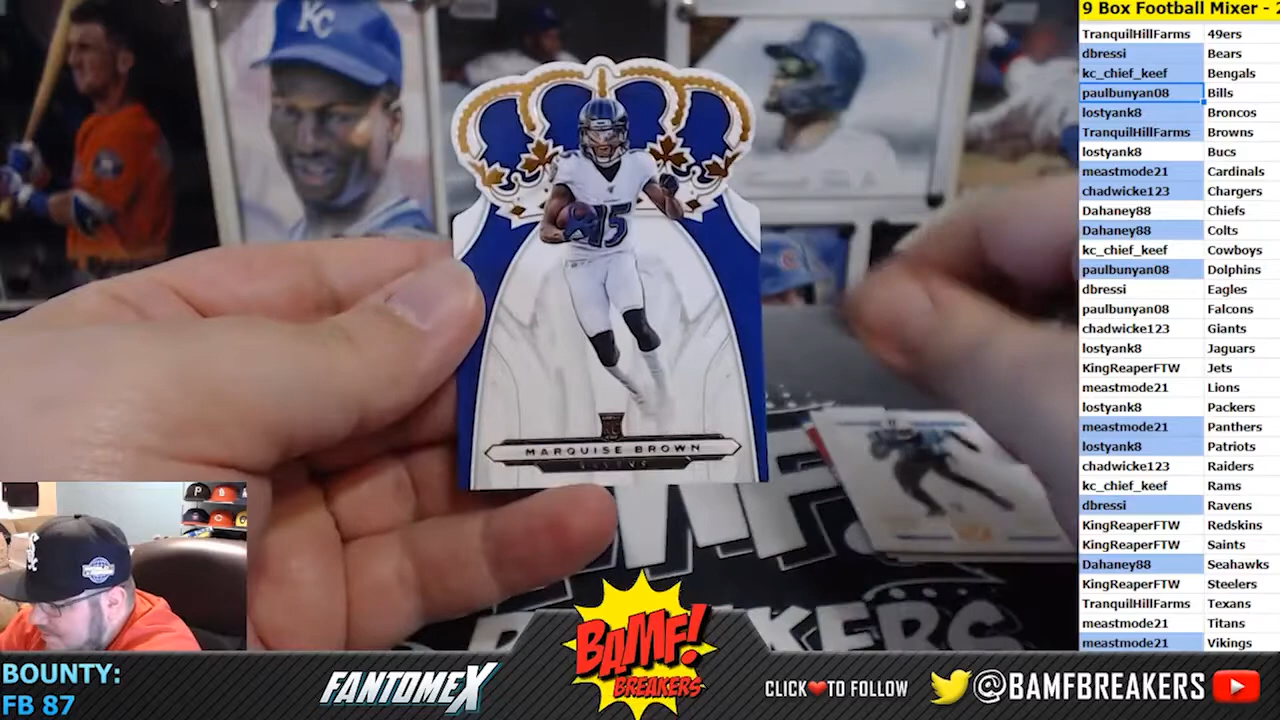 9 Box Football Mixer - 2
TranquilHillFarms 49ers
dbressi Bears
kc_chief_keef Bengals
paulbunyan08 Bills
lostyank8 Broncos
TranquilHillFarms Browns
lostyank8 Bucs
meastmode21 Cardinals
chadwicke123 Chargers
Dahaney88 Chiefs
Dahaney88 Colts
kc_chief_keef Cowboys
paulbunyan08 Dolphins
dbressi Eagles
paulbunyan08 Falcons
chadwicke123 Giants
lostyank8 Jaguars
KingReaperFTW Jets
meastmode21 Lions
lostyank8 Packers
meastmode21 Panthers
lostyank8 Patriots
chadwicke123 Raiders
kc_chief_keef Rams
dbressi Ravens
KingReaperFTW Redskins
KingReaperFTW Saints
Dahaney88 Seahawks
KingReaperFTW Steelers
TranquilHillFarms Texans
meastmode21 Titans
meastmode21 Vikings
KC
15
RC
MARQUISE BROWN
RAVENS
BOUNTY:
FB 87
FANTOMEX
BAMF!
BREAKERS
CLICK❤TO FOLLOW
@BAMFBREAKERS